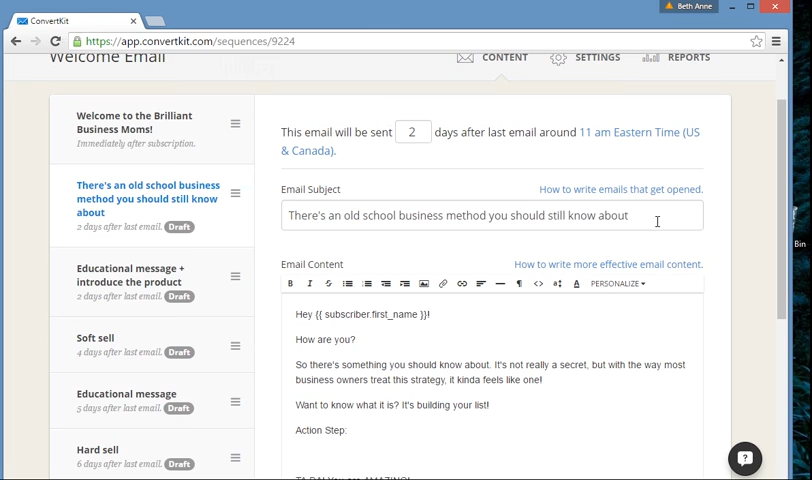 Beth Anne
ConvertKit
https://app.convertkit.com/sequences/9224
Welcome Email
CONTENT
SETTINGS
REPORTS
Welcome to the Brilliant
Business Moms!
Immediately after subscription.
There's an old school business
method you should still know
about
2 days after last email. Draft
Educational message +
introduce the product
2 days after last email. Draft
Soft sell
4 days after last email. Draft
Educational message
5 days after last email. Draft
Hard sell
6 days after last email. Draft
This email will be sent 2 days after last email around 11 am Eastern Time (US
& Canada).
Email Subject
How to write emails that get opened.
There's an old school business method you should still know about
Email Content
How to write more effective email content.
B I S PERSONALIZE
Hey {{ subscriber.first_name }}!
How are you?
So there's something you should know about. It's not really a secret, but with the way most
business owners treat this strategy, it kinda feels like one!
Want to know what it is? It's building your list!
Action Step:
TA DA! You are AMAZING!
Bin